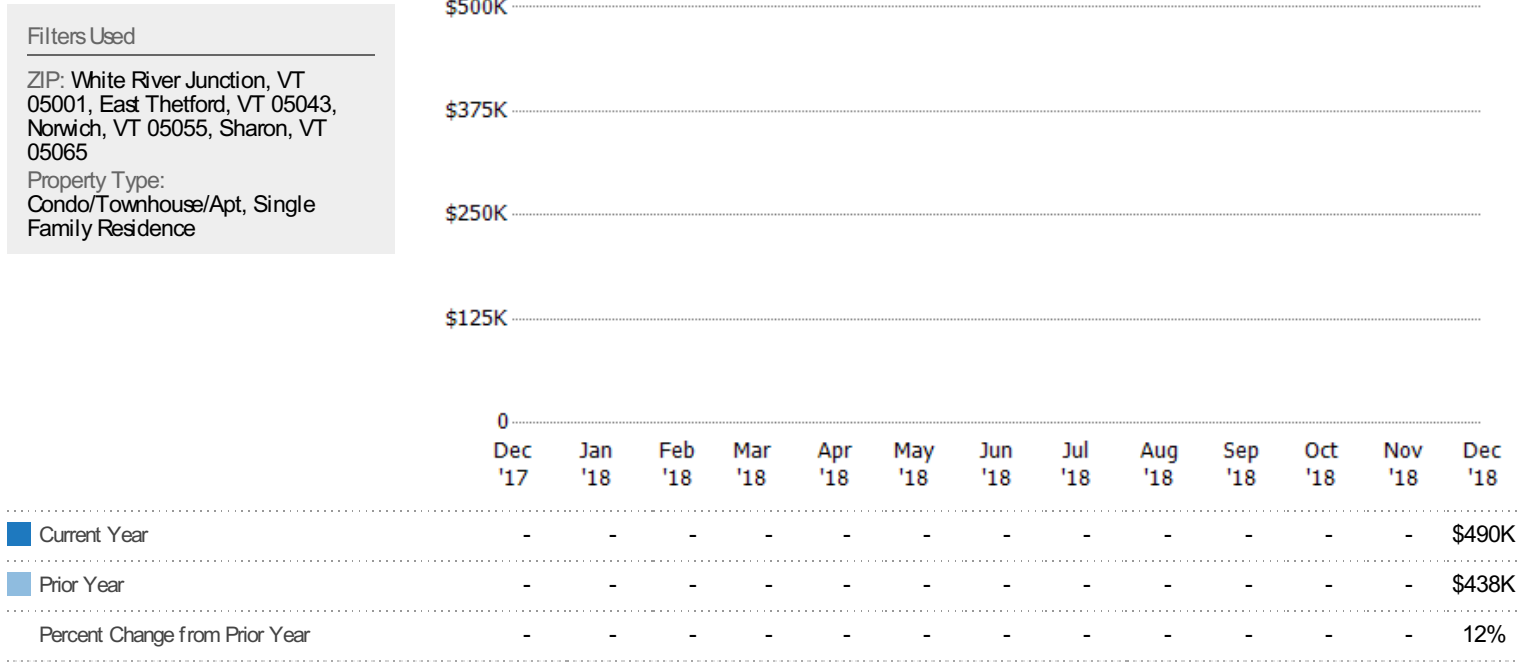 Filters Used
ZIP: White River Junction, VT
05001, East Thetford, VT 05043,
Norwich, VT 05055, Sharon, VT
05065
Property Type:
Condo/Townhouse/Apt, Single
Family Residence
$500K
$375K
$250K
$125K
0
Dec Jan Feb Mar Apr May Jun Jul Aug Sep Oct Nov Dec
'17 '18 '18 '18 '18 '18 '18 '18 '18 '18 '18 '18 '18
Current Year - - - - - - - - - - - - $490K
Prior Year - - - - - - - - - - - - $438K
Percent Change from Prior Year - - - - - - - - - - - - 12%